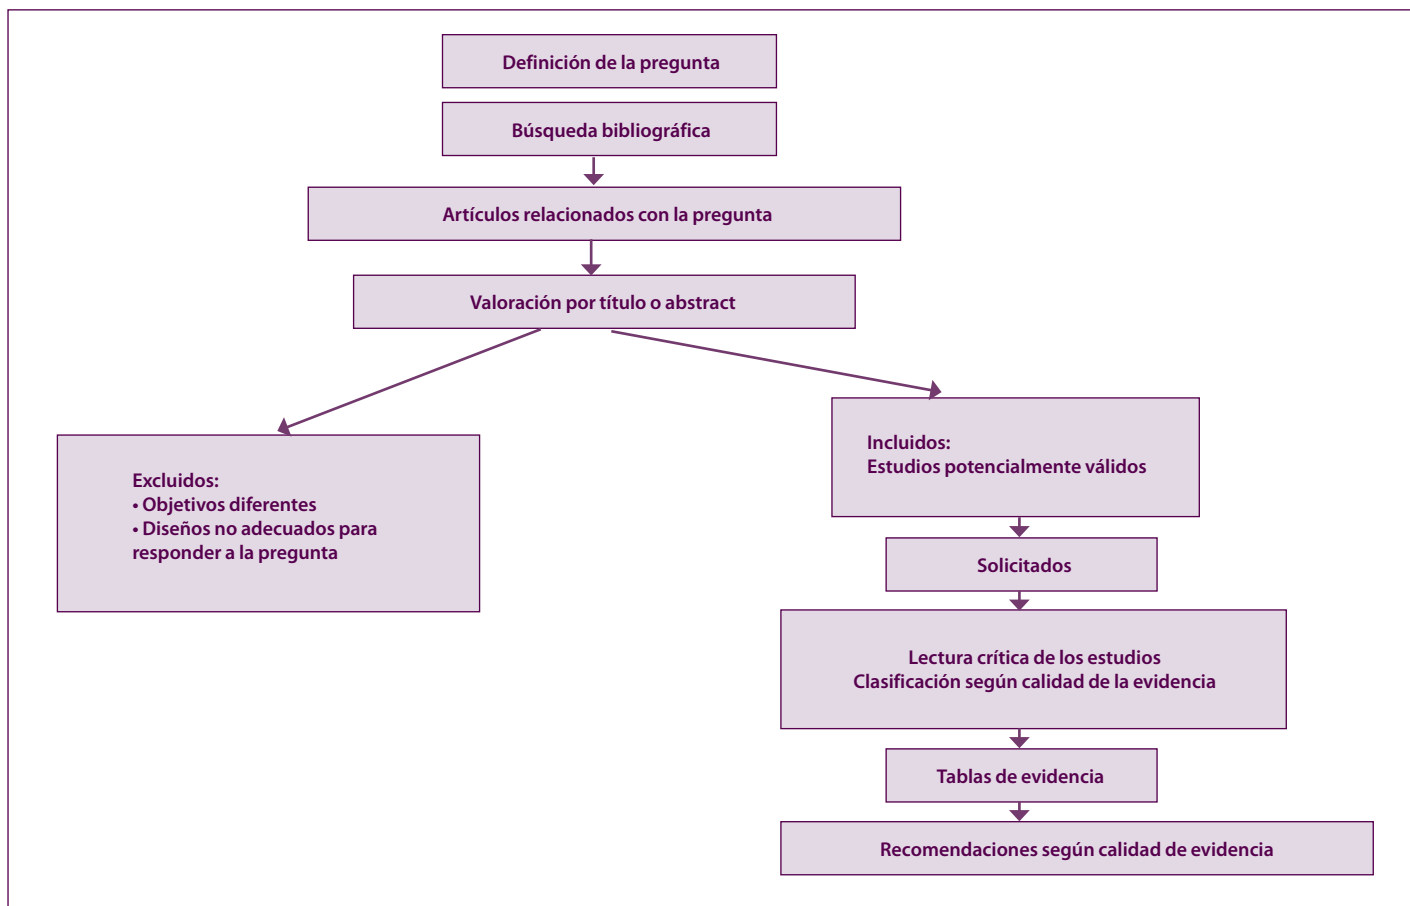 Definición de la pregunta
Búsqueda bibliográfica
Artículos relacionados con la pregunta
Valoración por título o abstract
Excluidos:
• Objetivos diferentes
• Diseños no adecuados para
responder a la pregunta
Incluidos:
Estudios potencialmente válidos
Solicitados
Lectura crítica de los estudios
Clasificación según calidad de la evidencia
Tablas de evidencia
Recomendaciones según calidad de evidencia